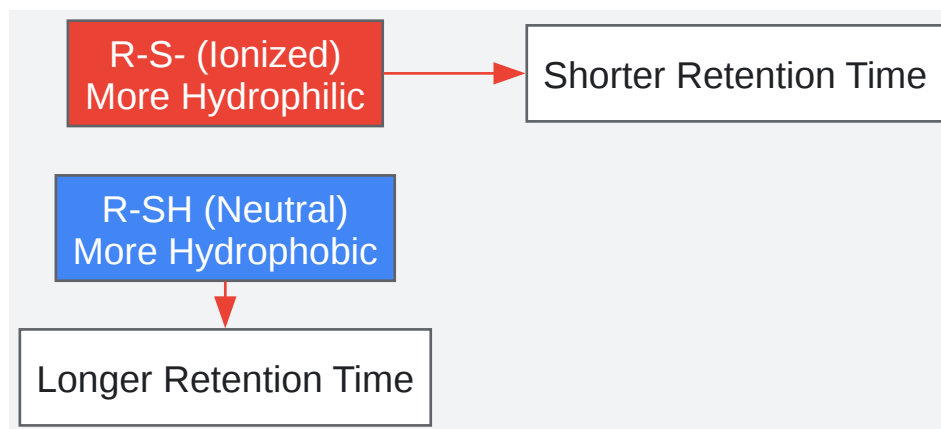 R-S- (Ionized)
More Hydrophilic
Shorter Retention Time
R-SH (Neutral)
More Hydrophobic
Longer Retention Time